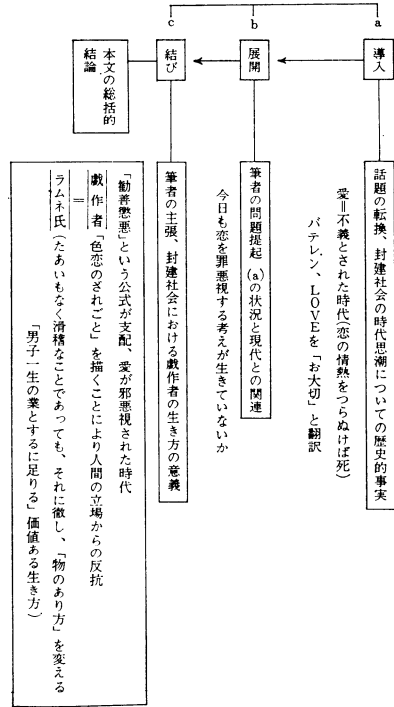 a
導入
話題の転換、封建社会の時代思潮についての歴史的事実
愛＝不義とされた時代(恋の情熱をつらぬけば死)
バテレン、LOVEを「お大切」と翻訳
b
展開
筆者の問題提起(a)の状況と現代との関連
今日も恋を罪悪視する考えが生きていないか
c
結び
筆者の主張、封建社会における戯作者の生き方の意義
本文の総括的
結論
「勧善懲悪」という公式が支配、愛が邪悪視された時代
戯作者「色恋のざれごと」を描くことにより人間の立場からの反抗
＝
ラムネ氏(たあいもなく滑稽なことであっても、それに徹し、「物のあり方」を変える
「男子一生の業とするに足りる」価値ある生き方)